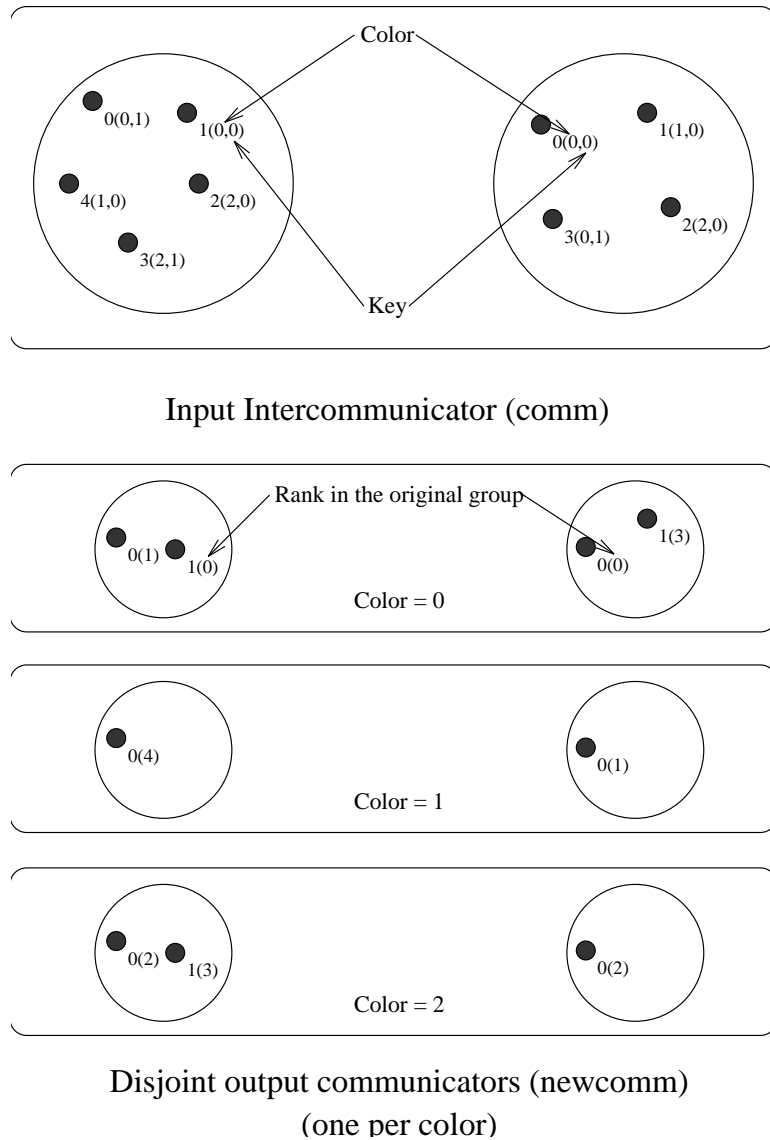 Color
0(0,1)
1(0,0)
4(1,0)
2(2,0)
3(2,1)
0(0,0)
1(1,0)
3(0,1)
2(2,0)
Key
Input Intercommunicator (comm)
Rank in the original group
0(1)
1(0)
0(0)
1(3)
Color = 0
0(4)
0(1)
Color = 1
0(2)
1(3)
0(2)
Color = 2
Disjoint output communicators (newcomm)
(one per color)